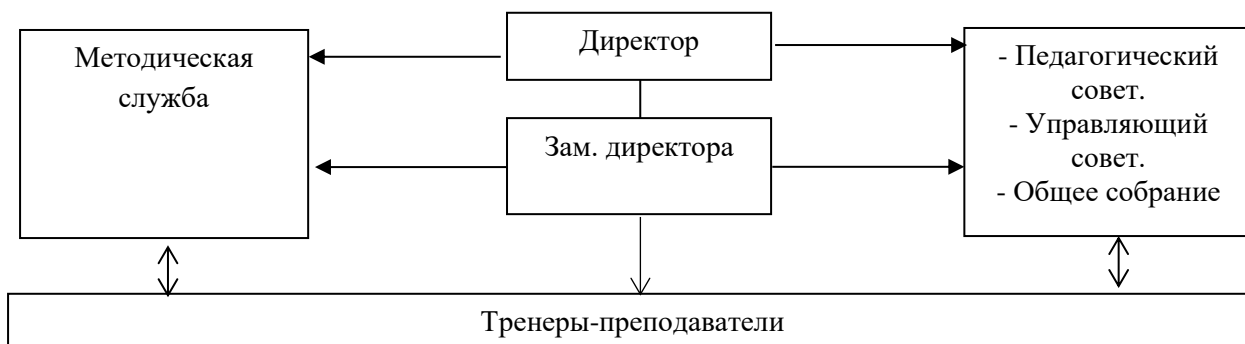 Методическая
служба
Директор
Зам. директора
- Педагогический
совет.
- Управляющий
совет.
- Общее собрание
Тренеры-преподаватели